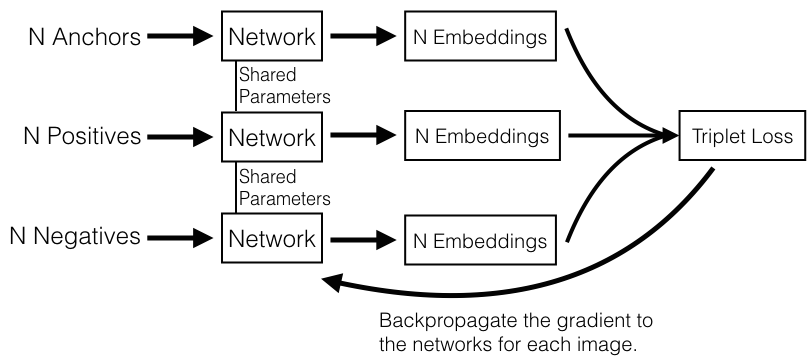 N Anchors
Network
N Embeddings
Shared
Parameters
N Positives
Network
N Embeddings
Triplet Loss
Shared
Parameters
N Negatives
Network
N Embeddings
Backpropagate the gradient to
the networks for each image.